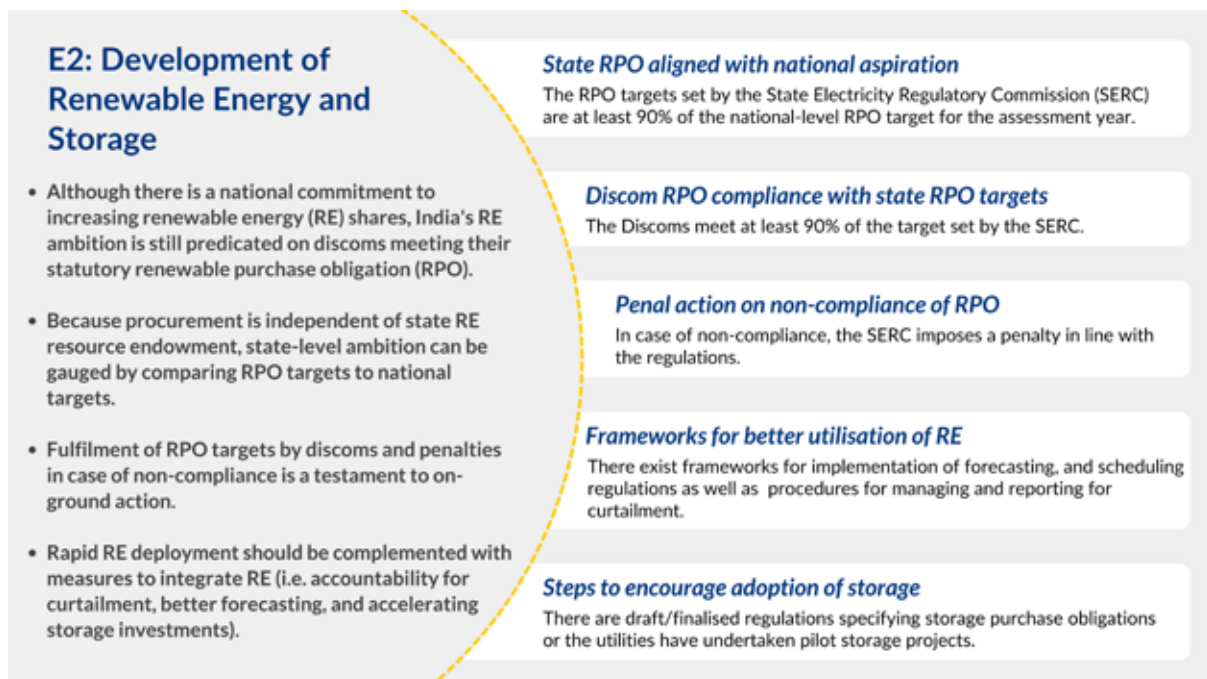 E2: Development of
Renewable Energy and
Storage
• Although there is a national commitment to
increasing renewable energy (RE) shares, India's RE
ambition is still predicated on discoms meeting their
statutory renewable purchase obligation (RPO).
• Because procurement is independent of state RE
resource endowment, state-level ambition can be
gauged by comparing RPO targets to national
targets.
• Fulfilment of RPO targets by discoms and penalties
in case of non-compliance is a testament to on-
ground action.
• Rapid RE deployment should be complemented with
measures to integrate RE (i.e. accountability for
curtailment, better forecasting, and accelerating
storage investments).
State RPO aligned with national aspiration
The RPO targets set by the State Electricity Regulatory Commission (SERC)
are at least 90% of the national-level RPO target for the assessment year.
Discom RPO compliance with state RPO targets
The Discoms meet at least 90% of the target set by the SERC.
Penal action on non-compliance of RPO
In case of non-compliance, the SERC imposes a penalty in line with
the regulations.
Frameworks for better utilisation of RE
There exist frameworks for implementation of forecasting, and scheduling
regulations as well as procedures for managing and reporting for
curtailment.
Steps to encourage adoption of storage
There are draft/finalised regulations specifying storage purchase obligations
or the utilities have undertaken pilot storage projects.